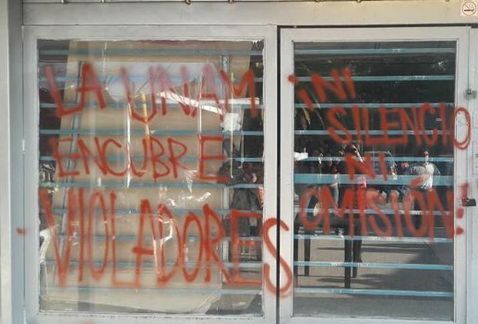 LA UNAM
ENCUBRE
VIOLADORES
¡NI
SILENCIO
NI
OMISIÓN!